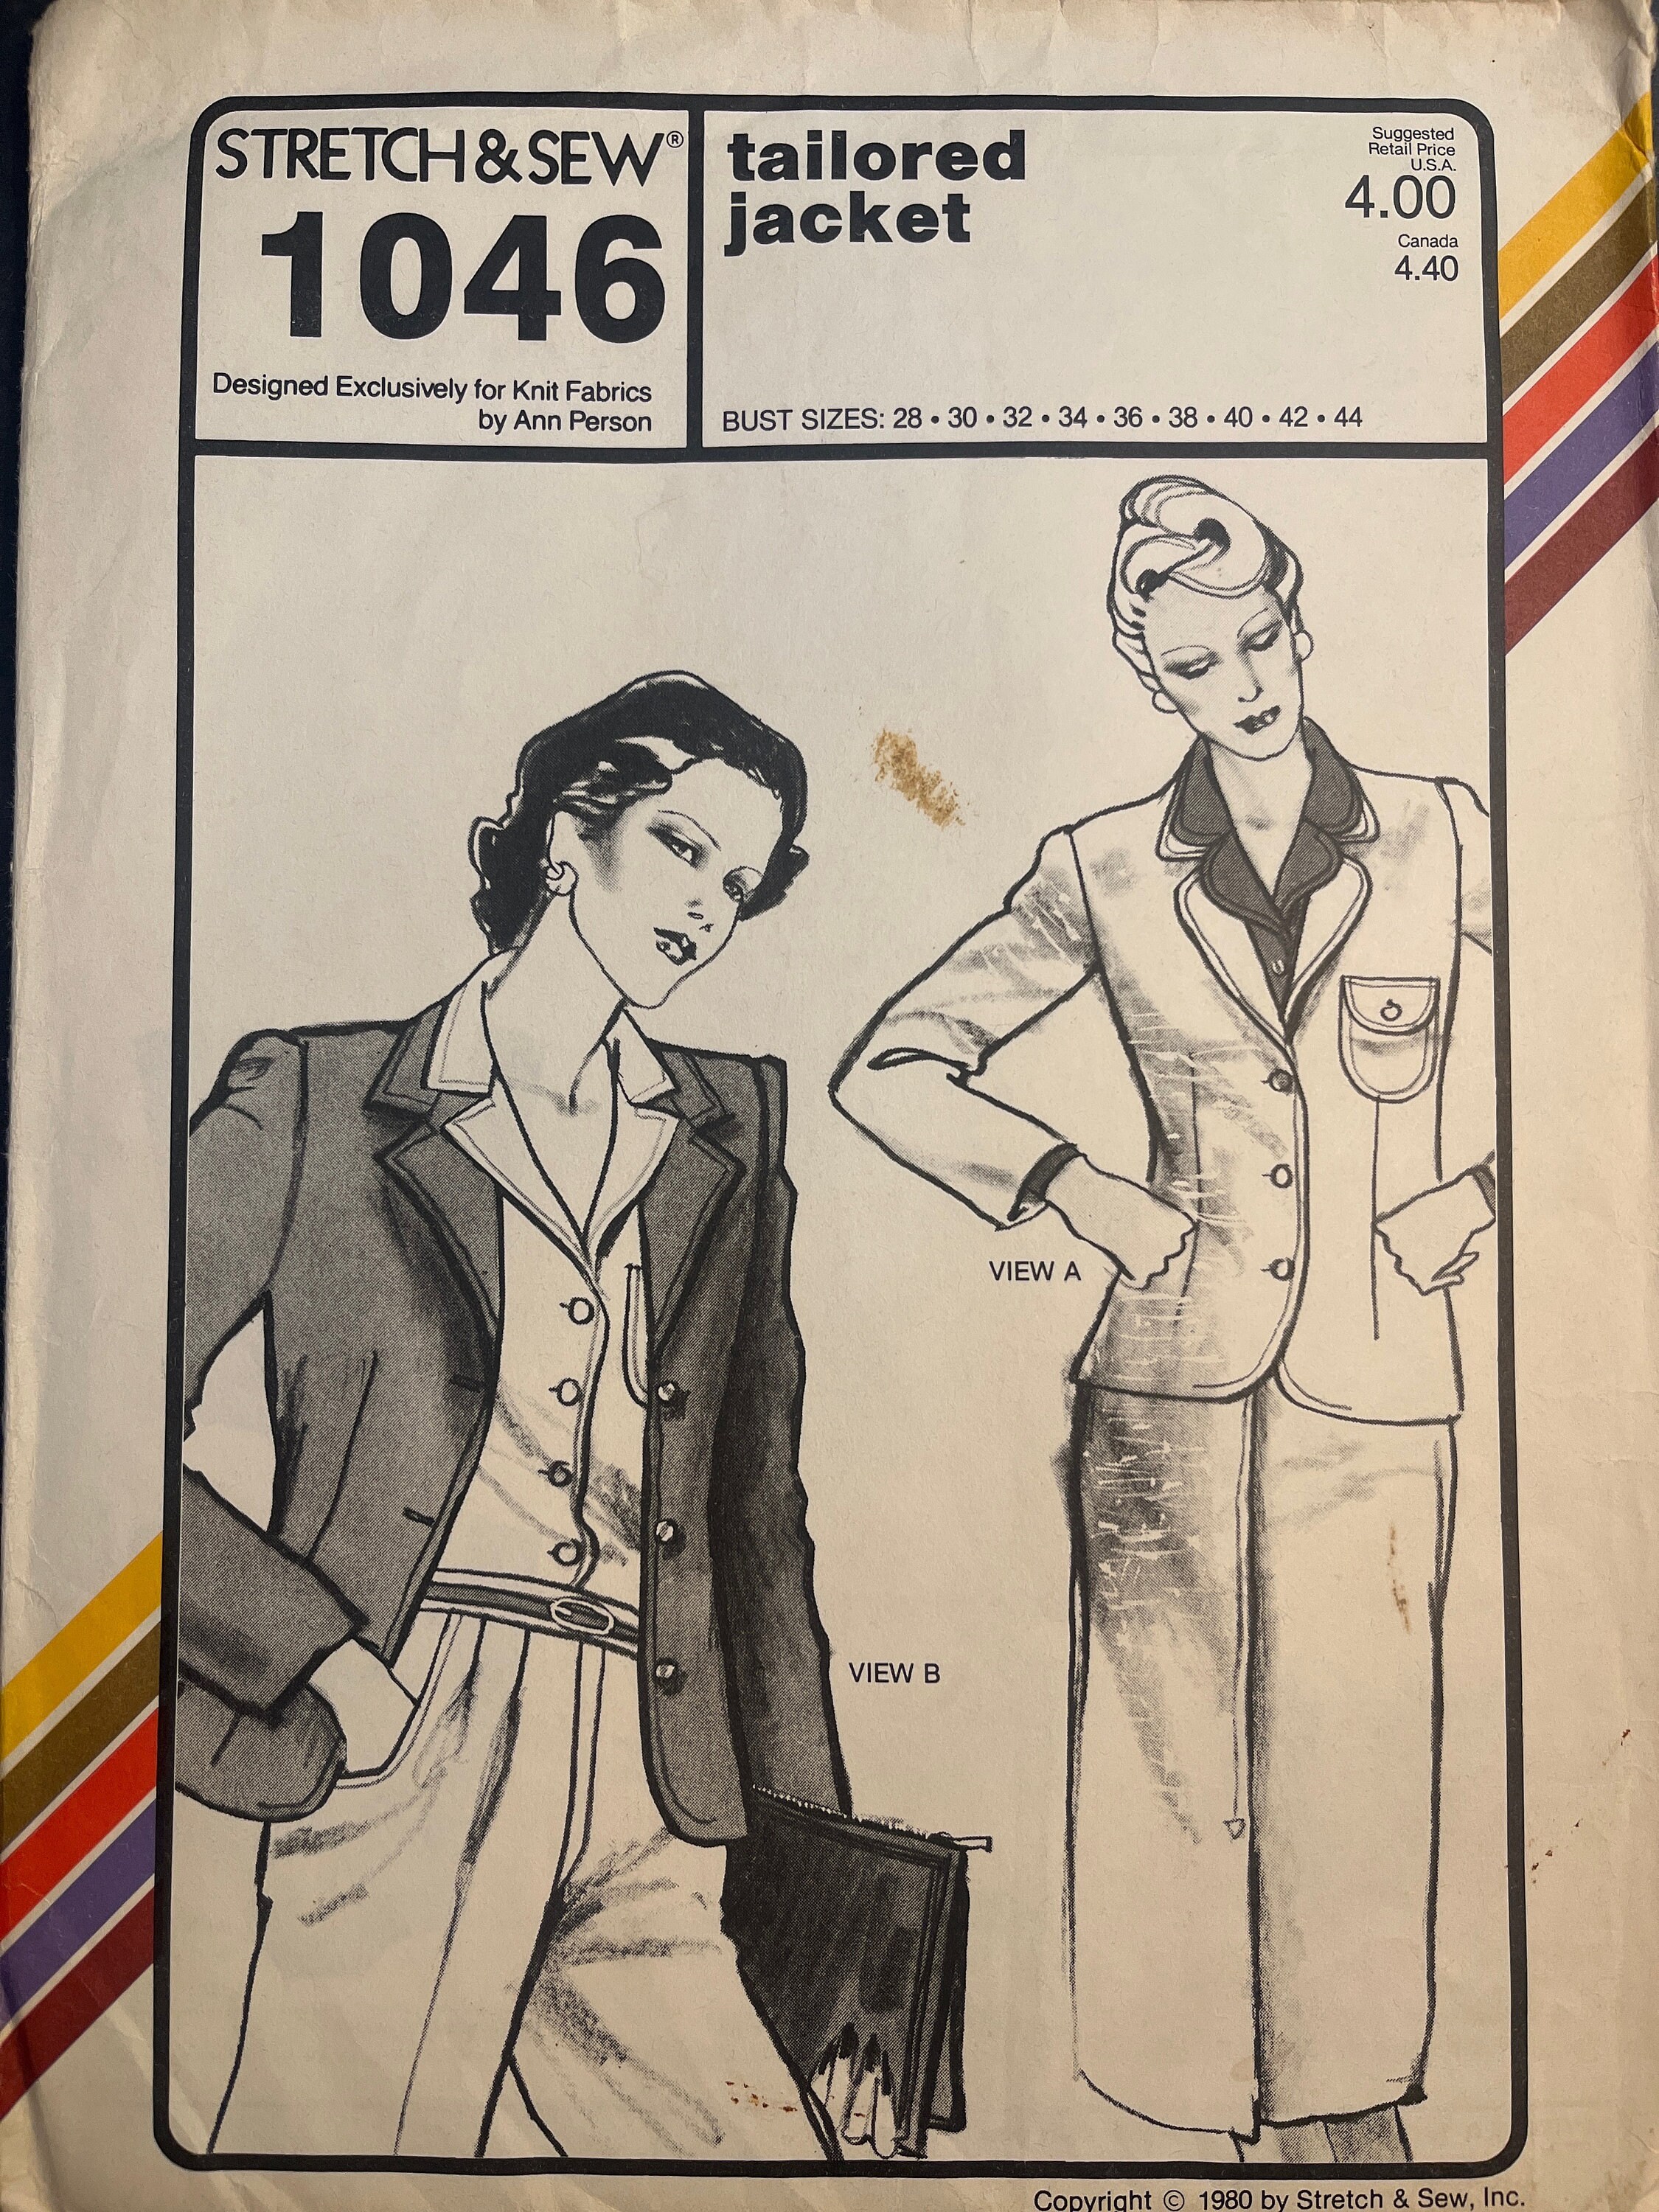 STRETCH & SEW®
1046
Designed Exclusively for Knit Fabrics
by Ann Person
tailored
jacket
Suggested
Retail Price
U.S.A.
4.00
Canada
4.40
BUST SIZES: 28 • 30 • 32 • 34 • 36 • 38 • 40 • 42 • 44
VIEW A
VIEW B
Copyright © 1980 by Stretch & Sew, Inc.